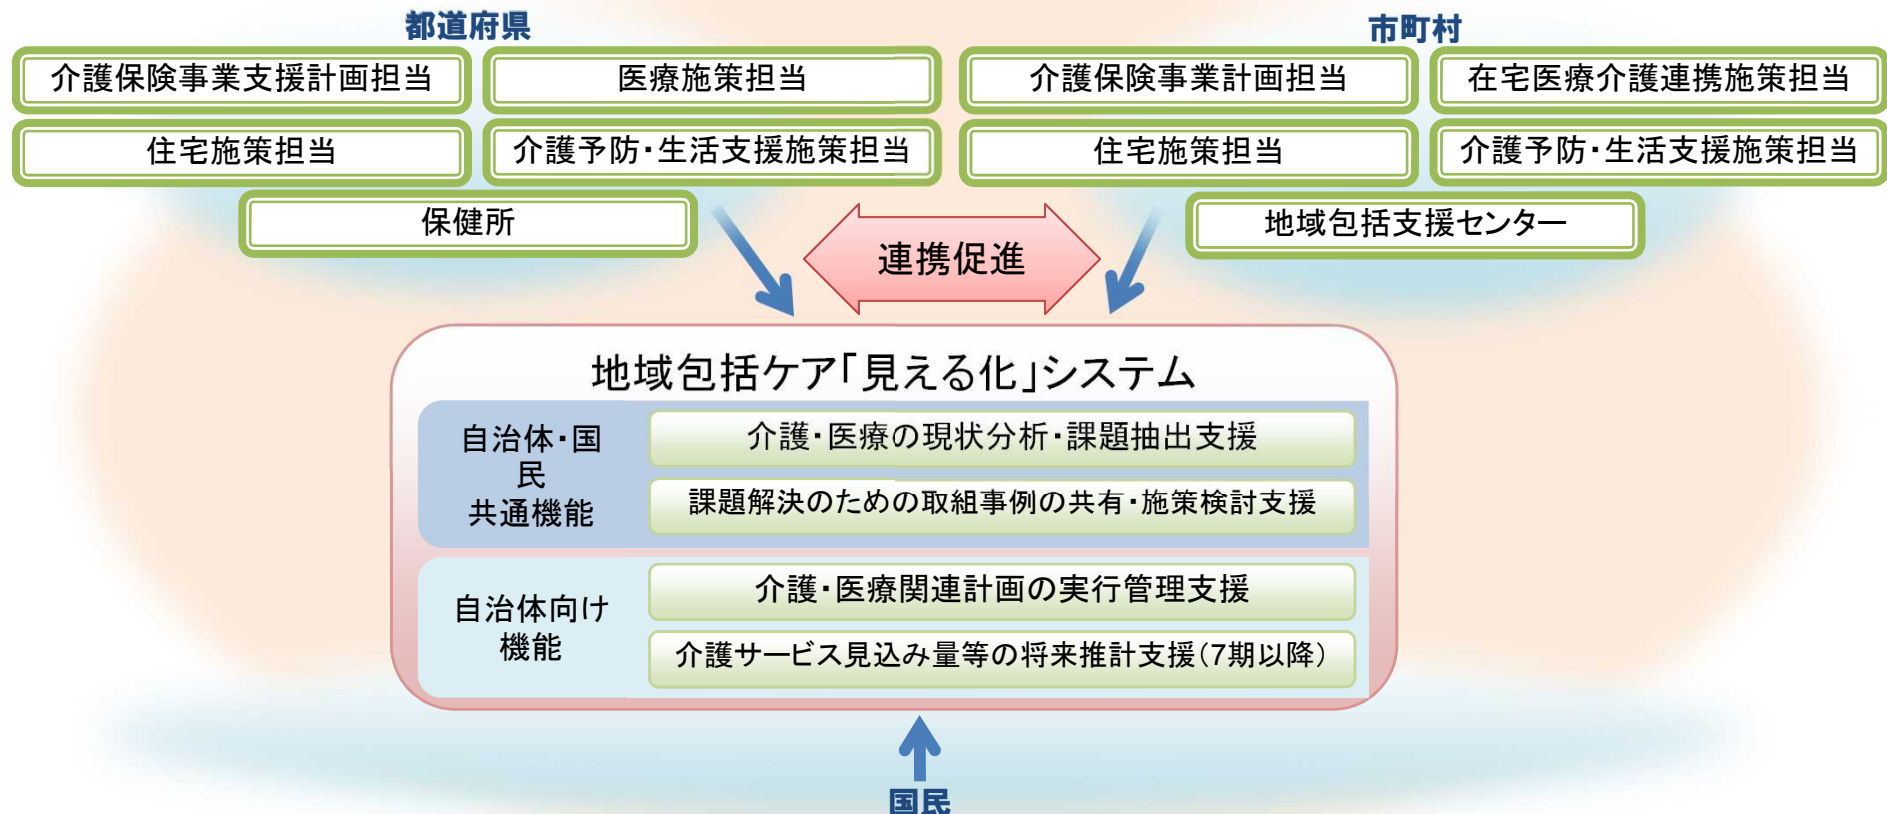 都道府県
介護保険事業支援計画担当
医療施策担当
住宅施策担当
介護予防・生活支援施策担当
保健所
市町村
介護保険事業計画担当
在宅医療介護連携施策担当
住宅施策担当
介護予防・生活支援施策担当
地域包括支援センター
連携促進
地域包括ケア「見える化」システム
自治体・国
民
共通機能
介護・医療の現状分析・課題抽出支援
課題解決のための取組事例の共有・施策検討支援
自治体向け
機能
介護・医療関連計画の実行管理支援
介護サービス見込み量等の将来推計支援（7期以降）
国民